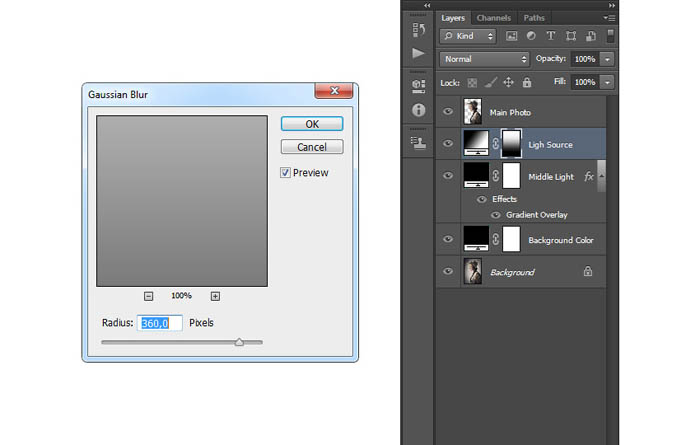 Gaussian Blur
OK
Cancel
Preview
100%
Radius: 360,0 Pixels
Layers Channels Paths
Kind
Normal Opacity: 100%
Lock: Fill: 100%
Main Photo
Ligh Source
Middle Light fx
Effects
Gradient Overlay
Background Color
Background